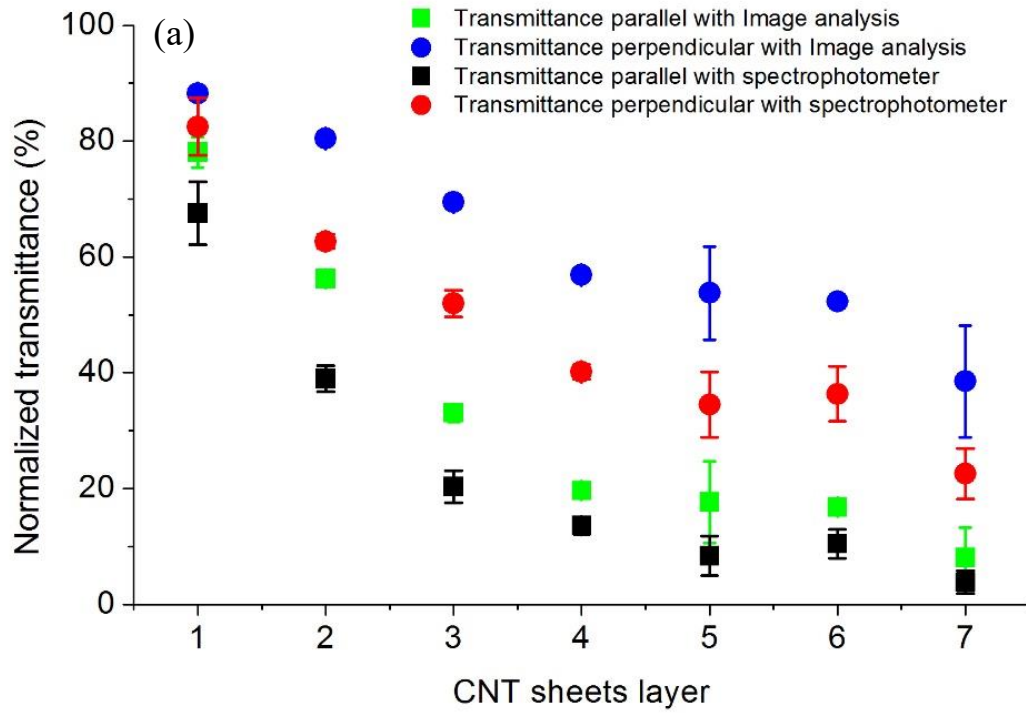 (a)
Transmittance parallel with Image analysis
Transmittance perpendicular with Image analysis
Transmittance parallel with spectrophotometer
Transmittance perpendicular with spectrophotometer
Normalized transmittance (%)
100
80
60
40
20
0
1 2 3 4 5 6 7
CNT sheets layer